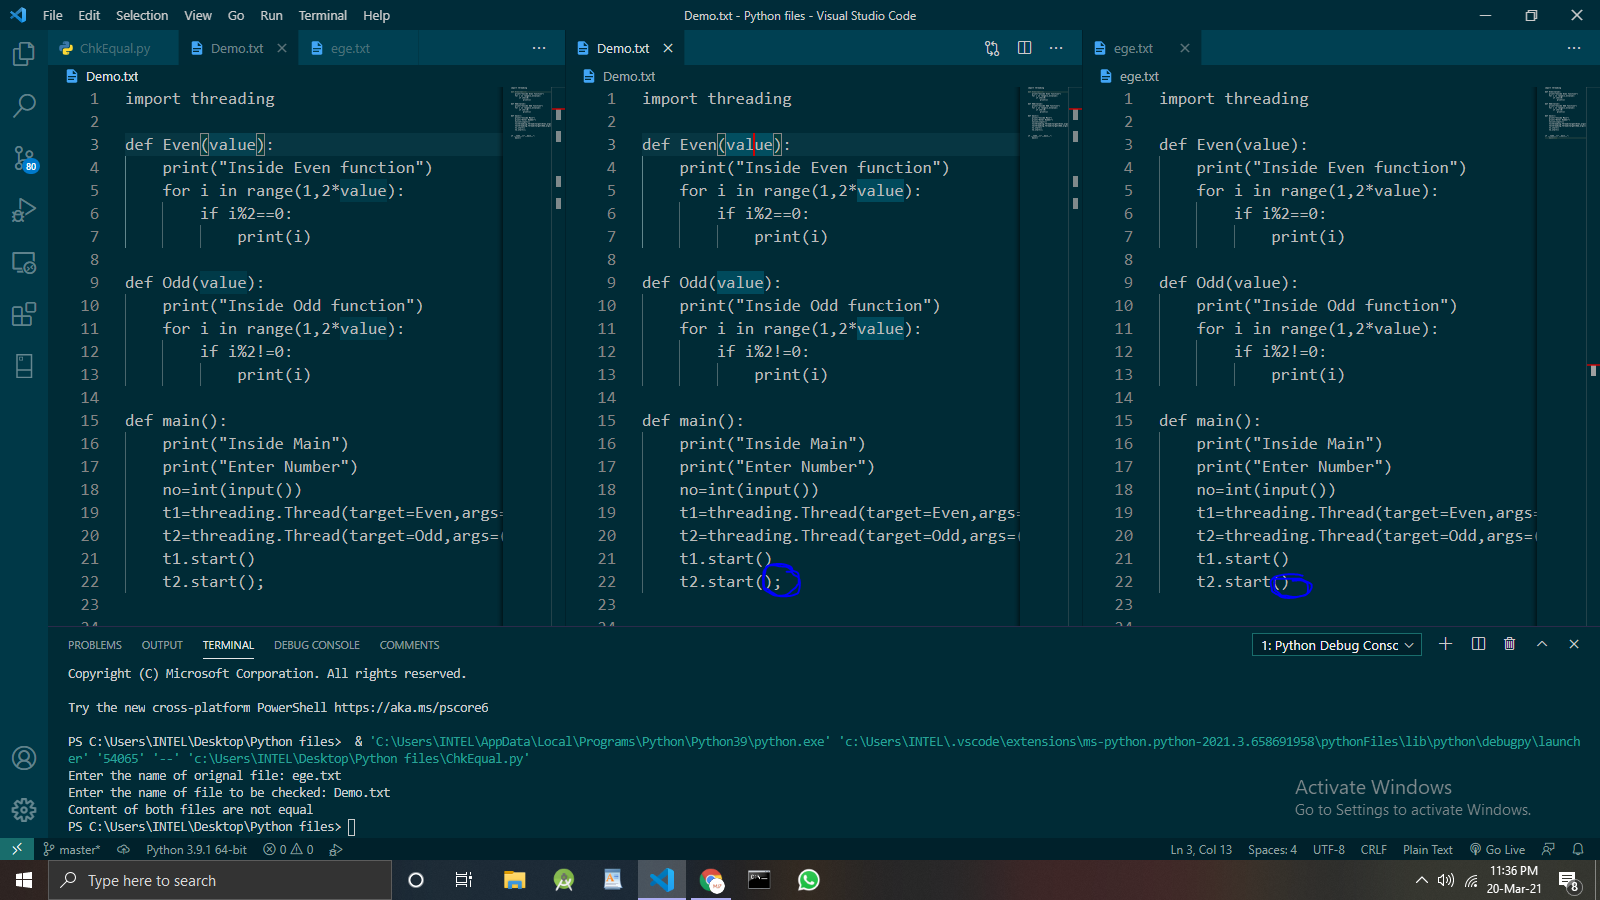 File Edit Selection View Go Run Terminal Help
Demo.txt - Python files - Visual Studio Code
ChkEqual.py Demo.txt ege.txt
Demo.txt
1 import threading
2
3 def Even(value):
4 print("Inside Even function")
5 for i in range(1,2*value):
6 if i%2==0:
7 print(i)
8
9 def Odd(value):
10 print("Inside Odd function")
11 for i in range(1,2*value):
12 if i%2!=0:
13 print(i)
14
15 def main():
16 print("Inside Main")
17 print("Enter Number")
18 no=int(input())
19 t1=threading.Thread(target=Even,args=
20 t2=threading.Thread(target=Odd,args=(
21 t1.start()
22 t2.start();
23
24
Demo.txt
Demo.txt
1 import threading
2
3 def Even(value):
4 print("Inside Even function")
5 for i in range(1,2*value):
6 if i%2==0:
7 print(i)
8
9 def Odd(value):
10 print("Inside Odd function")
11 for i in range(1,2*value):
12 if i%2!=0:
13 print(i)
14
15 def main():
16 print("Inside Main")
17 print("Enter Number")
18 no=int(input())
19 t1=threading.Thread(target=Even,args=
20 t2=threading.Thread(target=Odd,args=(
21 t1.start()
22 t2.start();
23
24
ege.txt
ege.txt
1 import threading
2
3 def Even(value):
4 print("Inside Even function")
5 for i in range(1,2*value):
6 if i%2==0:
7 print(i)
8
9 def Odd(value):
10 print("Inside Odd function")
11 for i in range(1,2*value):
12 if i%2!=0:
13 print(i)
14
15 def main():
16 print("Inside Main")
17 print("Enter Number")
18 no=int(input())
19 t1=threading.Thread(target=Even,args=
20 t2=threading.Thread(target=Odd,args=(
21 t1.start()
22 t2.start()
23
24
80
PROBLEMS OUTPUT TERMINAL DEBUG CONSOLE COMMENTS
1: Python Debug Consc
Copyright (C) Microsoft Corporation. All rights reserved.
Try the new cross-platform PowerShell https://aka.ms/pscore6
PS C:\Users\INTEL\Desktop\Python files> & 'C:\Users\INTEL\AppData\Local\Programs\Python\Python39\python.exe' 'c:\Users\INTEL\.vscode\extensions\ms-python.python-2021.3.658691958\pythonFiles\lib\python\debugpy\launch
er' '54065' '--' 'c:\Users\INTEL\Desktop\Python files\ChkEqual.py'
Enter the name of orignal file: ege.txt
Enter the name of file to be checked: Demo.txt
Content of both files are not equal
PS C:\Users\INTEL\Desktop\Python files>
Activate Windows
Go to Settings to activate Windows.
master* Python 3.9.1 64-bit 0 0
Ln 3, Col 13 Spaces: 4 UTF-8 CRLF Plain Text Go Live
Type here to search
11:36 PM
20-Mar-21
8